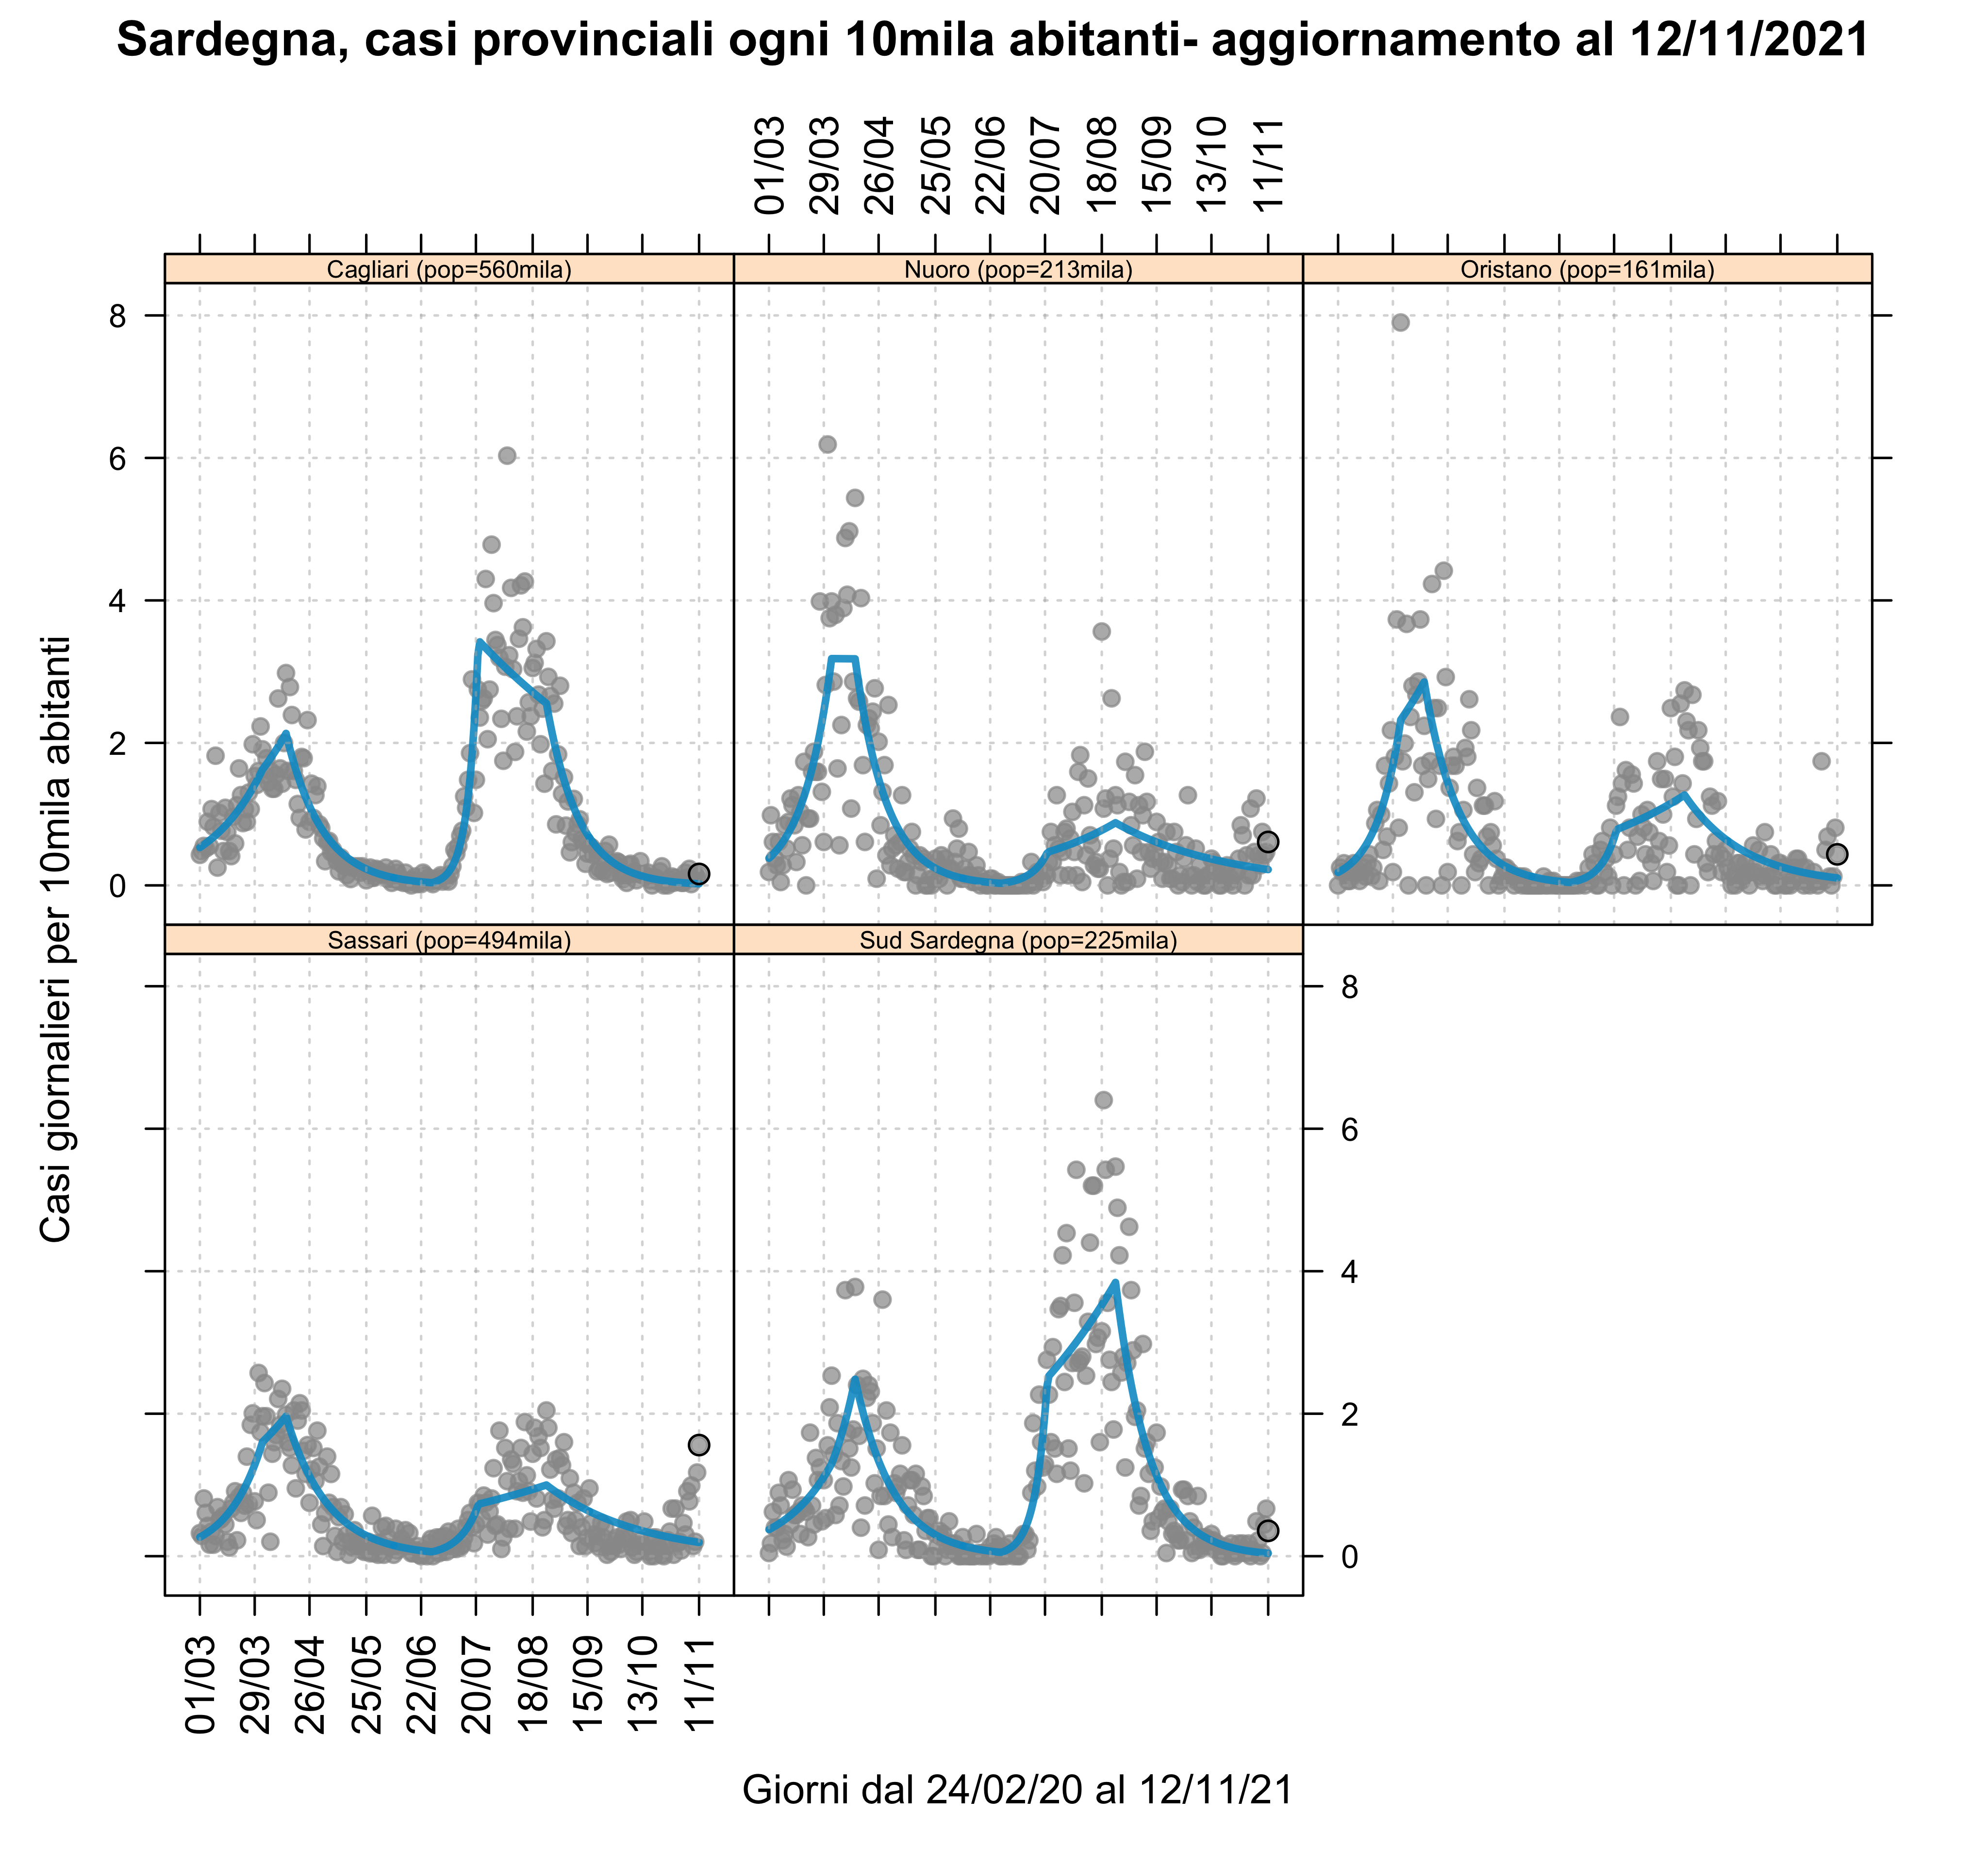 Sardegna, casi provinciali ogni 10mila abitanti- aggiornamento al 12/11/2021
01/03 29/03 26/04 25/05 22/06 20/07 18/08 15/09 13/10 11/11
Cagliari (pop=560mila) Nuoro (pop=213mila) Oristano (pop=161mila)
8
6
4
2
0
Casi giornalieri per 10mila abitanti
Sassari (pop=494mila) Sud Sardegna (pop=225mila)
8
6
4
2
0
01/03 29/03 26/04 25/05 22/06 20/07 18/08 15/09 13/10 11/11
Giorni dal 24/02/20 al 12/11/21